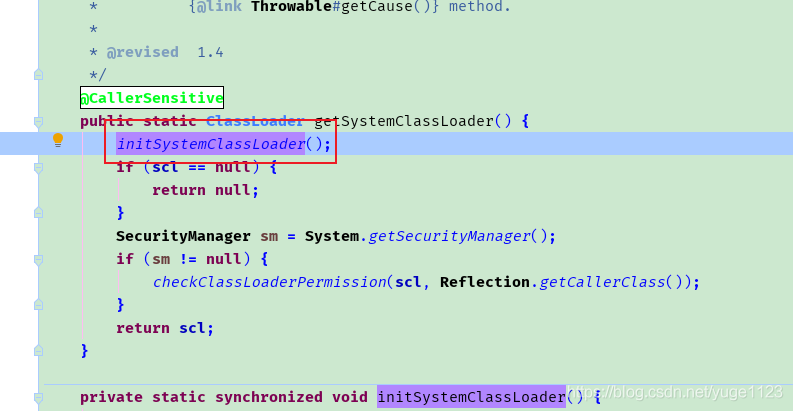 *          {@link Throwable#getCause()} method.
*
* @revised  1.4
*/
@CallerSensitive
public static ClassLoader getSystemClassLoader() {
initSystemClassLoader();
if (scl == null) {
return null;
}
SecurityManager sm = System.getSecurityManager();
if (sm != null) {
checkClassLoaderPermission(scl, Reflection.getCallerClass());
}
return scl;
}
private static synchronized void initSystemClassLoader() {
https://blog.csdn.net/yuge1123